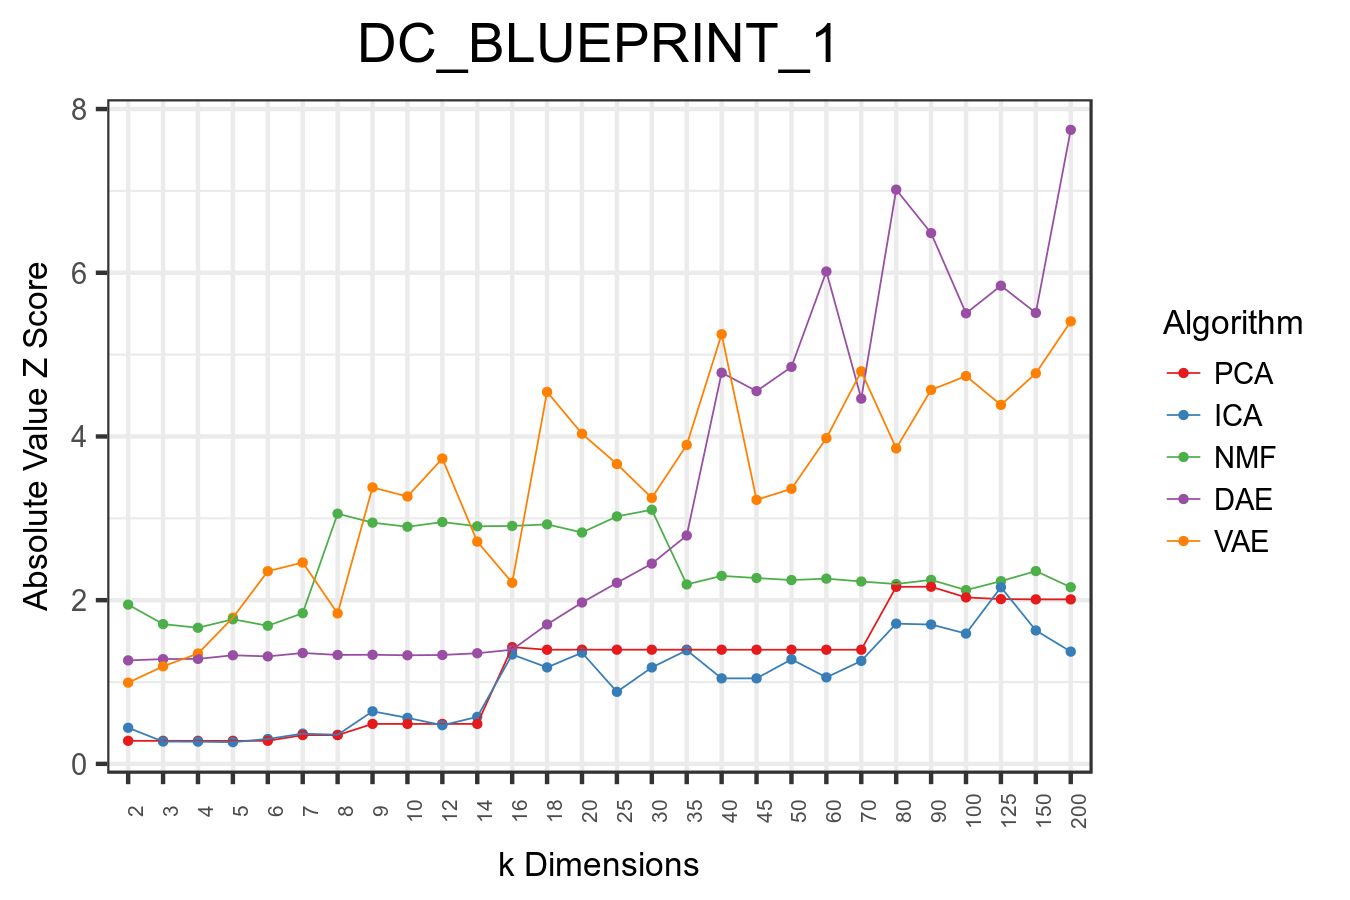 DC_BLUEPRINT_1
Absolute Value Z Score
8
6
4
2
0
2 3 4 5 6 7 8 9 10 12 14 16 18 20 25 30 35 40 45 50 60 70 80 90 100 125 150 200
k Dimensions
Algorithm
PCA
ICA
NMF
DAE
VAE